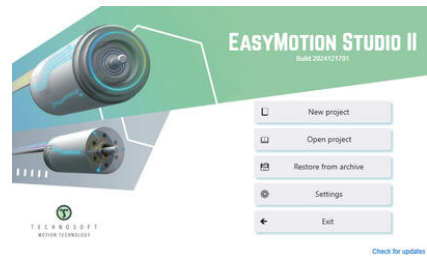 EASYMOTION STUDIO II
Build 2024121701
New project
Open project
Restore from archive
Settings
Exit
TECHNOSOFT
MOTION TECHNOLOGY
Check for updates